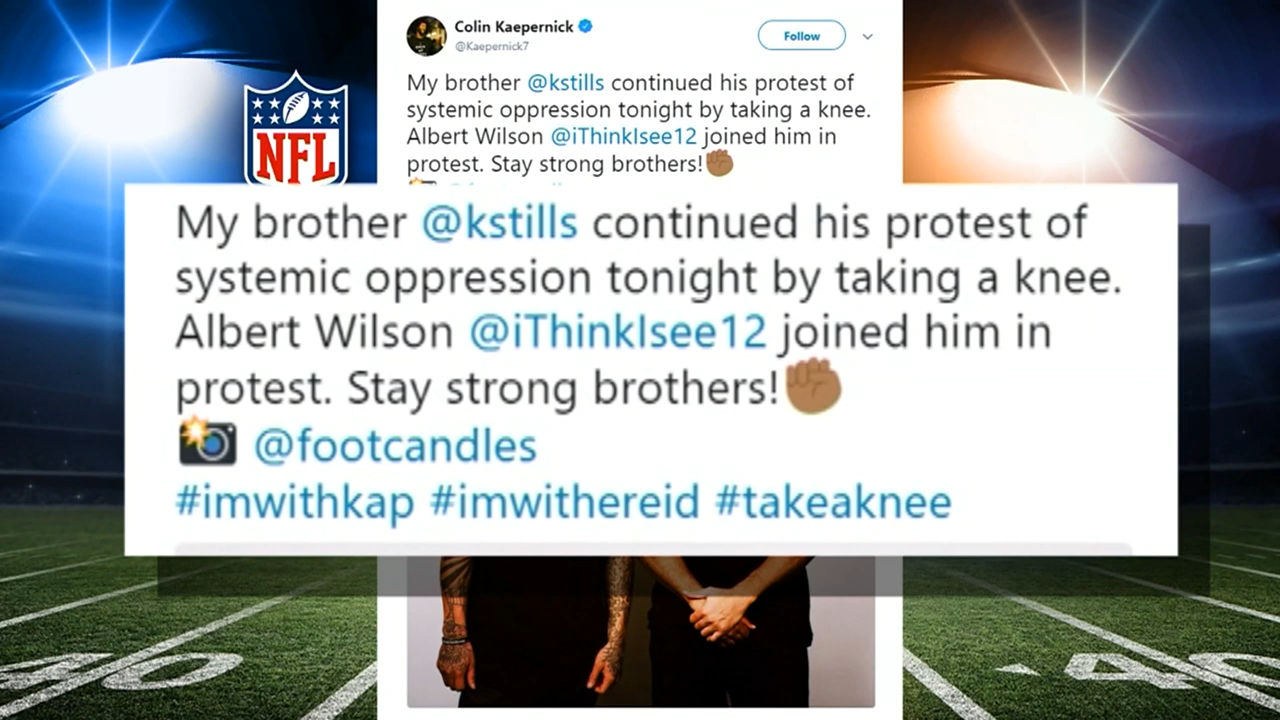 Colin Kaepernick
@Kaepernick7
Follow
My brother @kstills continued his protest of
systemic oppression tonight by taking a knee.
Albert Wilson @iThinkIsee12 joined him in
protest. Stay strong brothers!✊🏾
NFL
My brother @kstills continued his protest of
systemic oppression tonight by taking a knee.
Albert Wilson @iThinkIsee12 joined him in
protest. Stay strong brothers!✊🏾
📸 @footcandles
#imwithkap #imwithereid #takeaknee
40
40